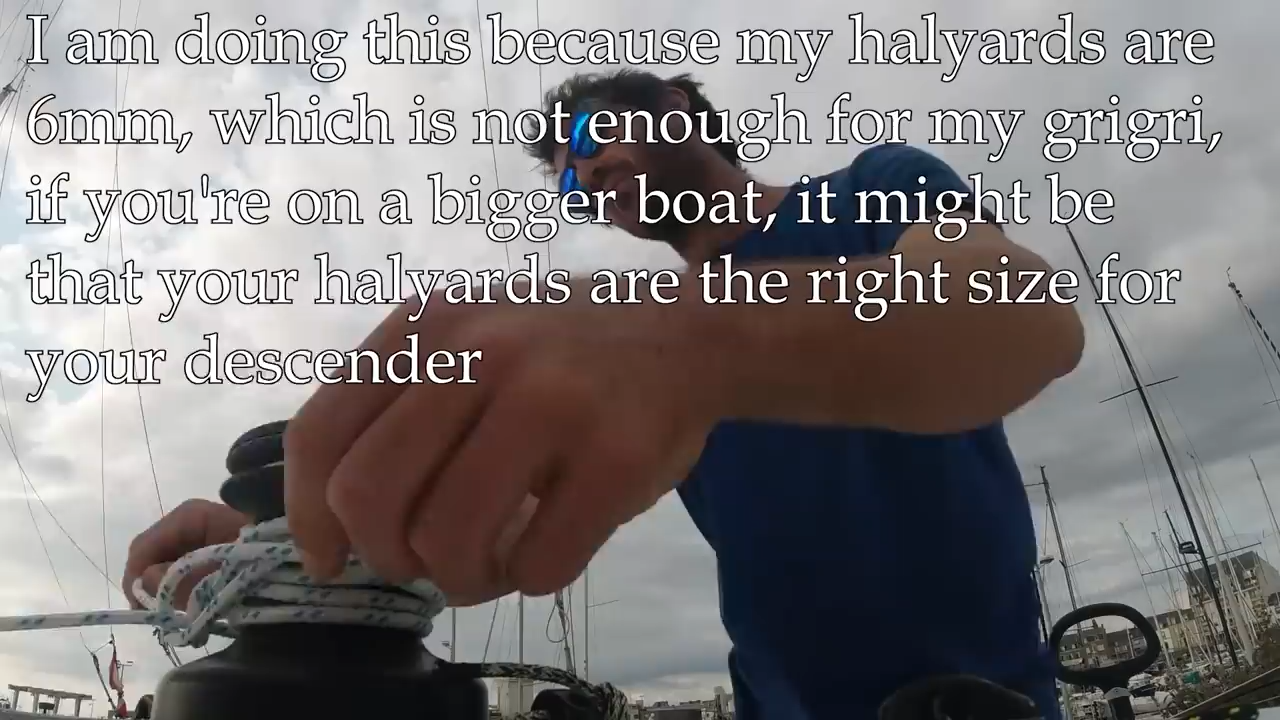 I am doing this because my halyards are
6mm, which is not enough for my grigri,
if you're on a bigger boat, it might be
that your halyards are the right size for
your descender